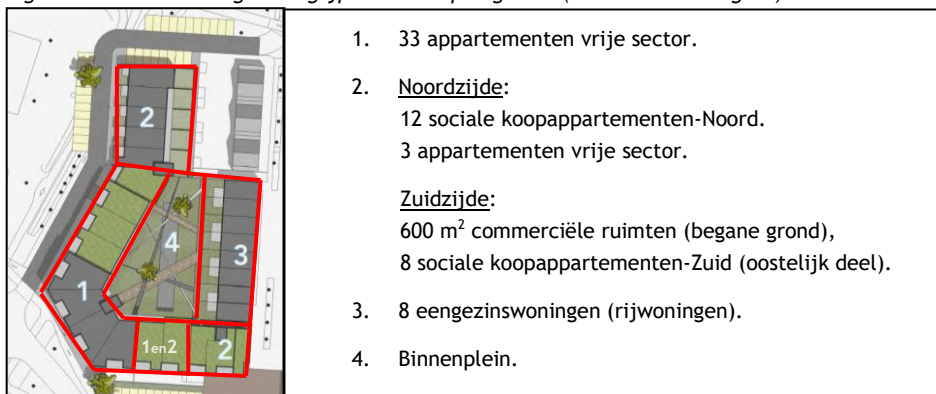 2
1
4
3
1en2
2
1. 33 appartementen vrije sector.
2. Noordzijde:
12 sociale koopappartementen-Noord.
3 appartementen vrije sector.
Zuidzijde:
600 m² commerciële ruimten (begane grond),
8 sociale koopappartementen-Zuid (oostelijk deel).
3. 8 eengezinswoningen (rijwoningen).
4. Binnenplein.